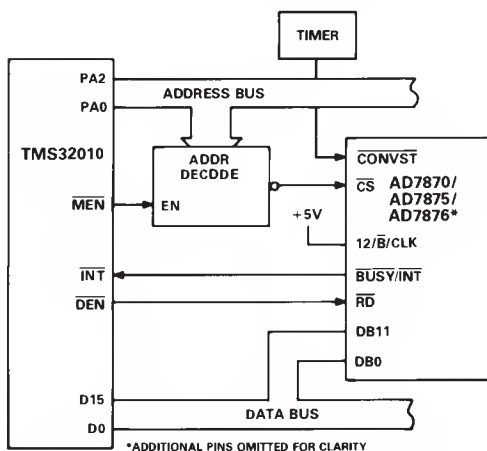 TIMER
PA2
ADDRESS BUS
PA0
TMS32010
ADDR
DECDDE
CONVST
MEN
EN
CS
AD7870/
AD7875/
AD7876*
+5V
12/B/CLK
INT
BUSY/INT
DEN
RD
DB11
DB0
D15
DATA BUS
D0
*ADDITIONAL PINS OMITTED FOR CLARITY